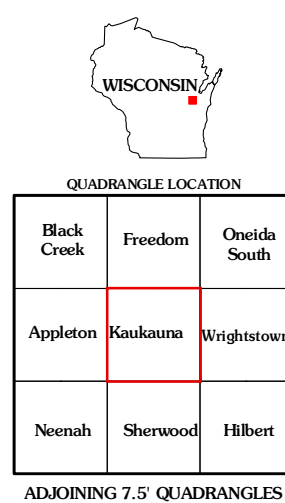 WISCONSIN
QUADRANGLE LOCATION
Black
Creek
Freedom
Oneida
South
Appleton
Kaukauna
Wrightstown
Neenah
Sherwood
Hilbert
ADJOINING 7.5' QUADRANGLES